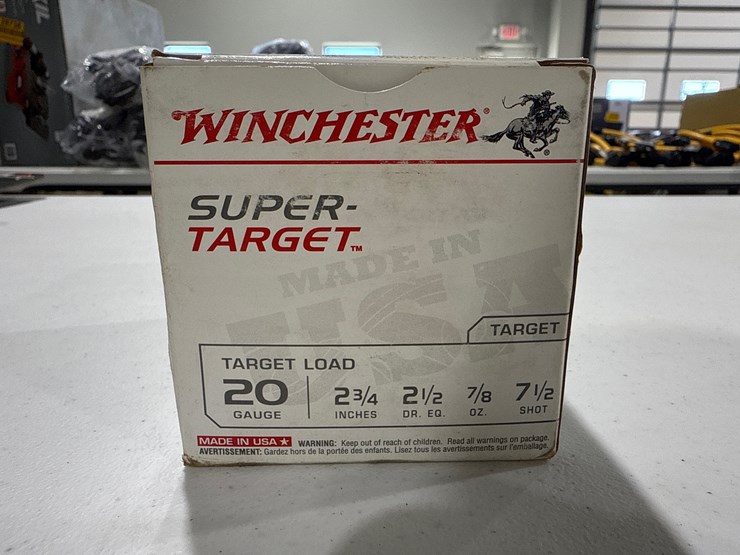 WINCHESTER®
SUPER-
TARGET™
MADE IN
USA
TARGET
TARGET LOAD
20
GAUGE
2 3/4
INCHES
2 1/2
DR. EQ.
7/8
OZ.
7 1/2
SHOT
MADE IN USA ★ WARNING: Keep out of reach of children. Read all warnings on package.
AVERTISSEMENT: Gardez hors de la portée des enfants. Lisez tous les avertissements sur l'emballage.